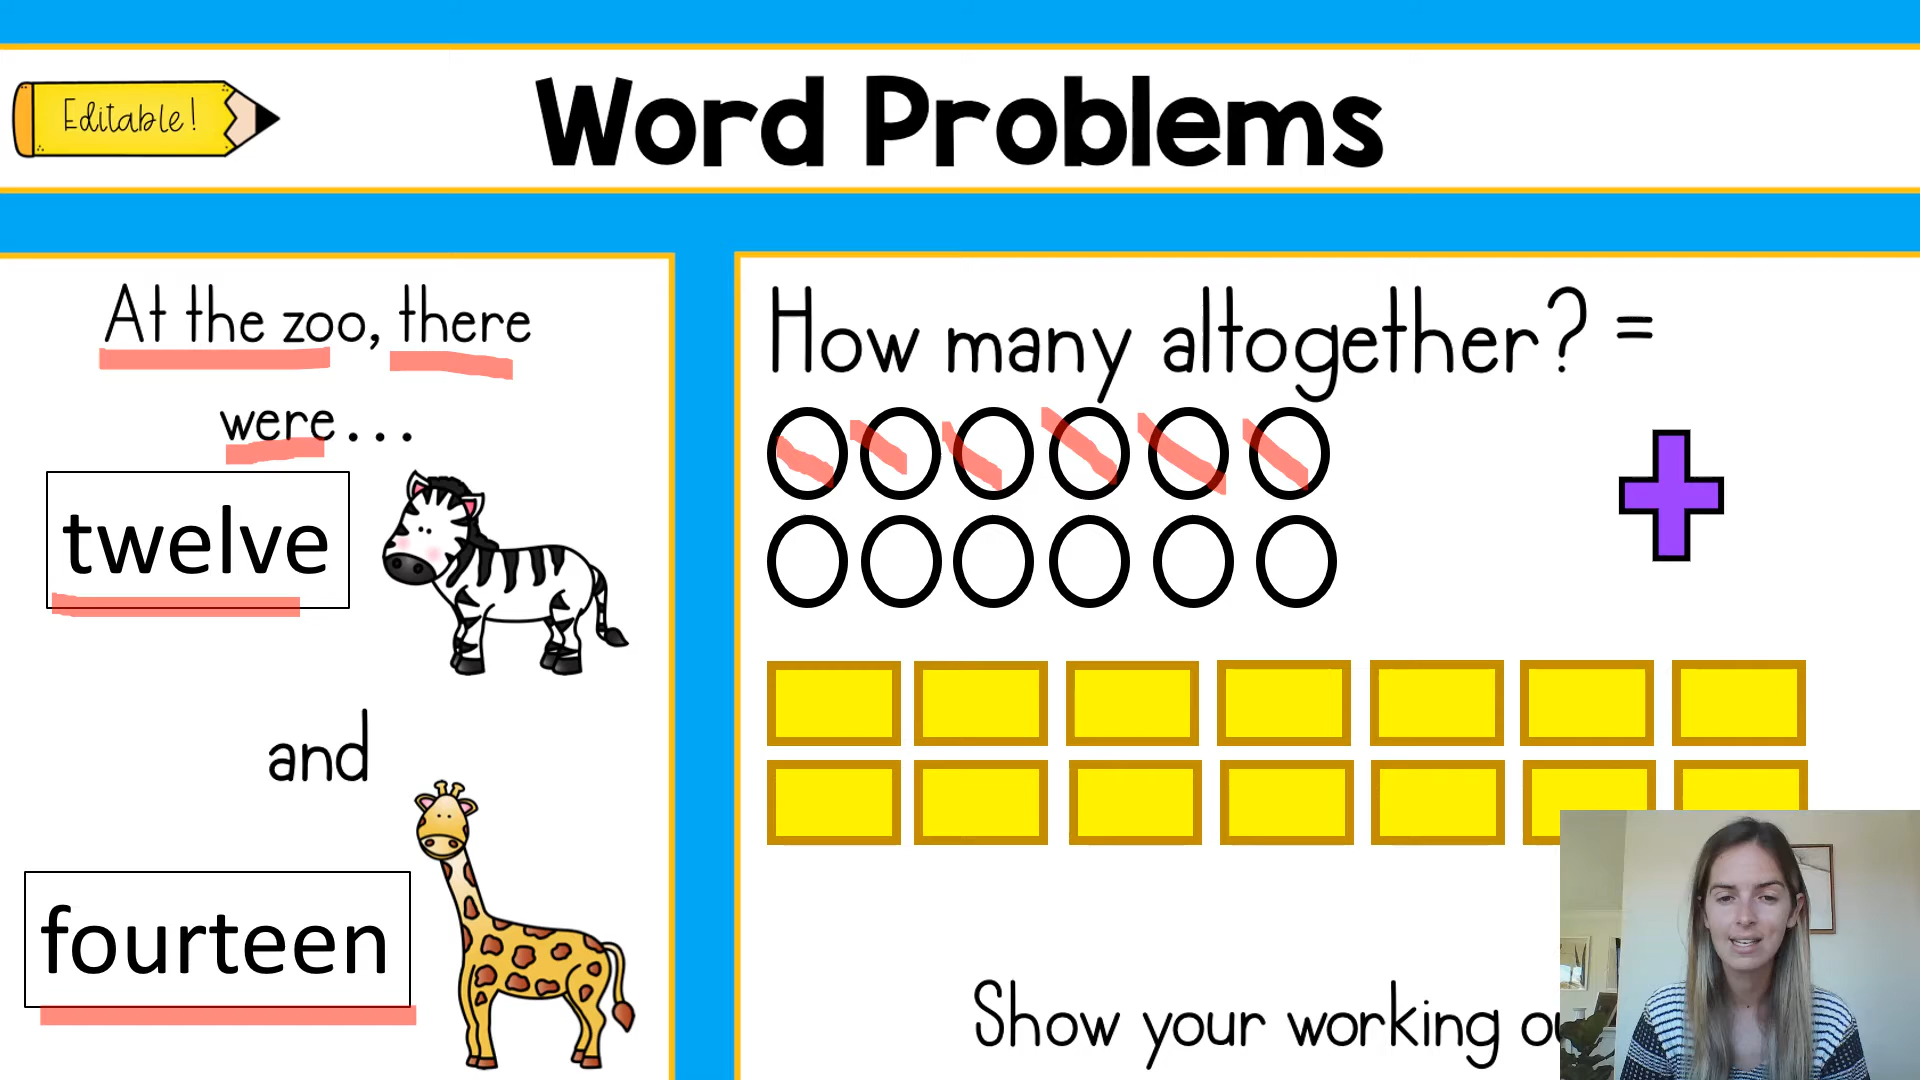 Editable!
Word Problems
At the zoo, there
were...
twelve
and
fourteen
How many altogether? =
Show your working